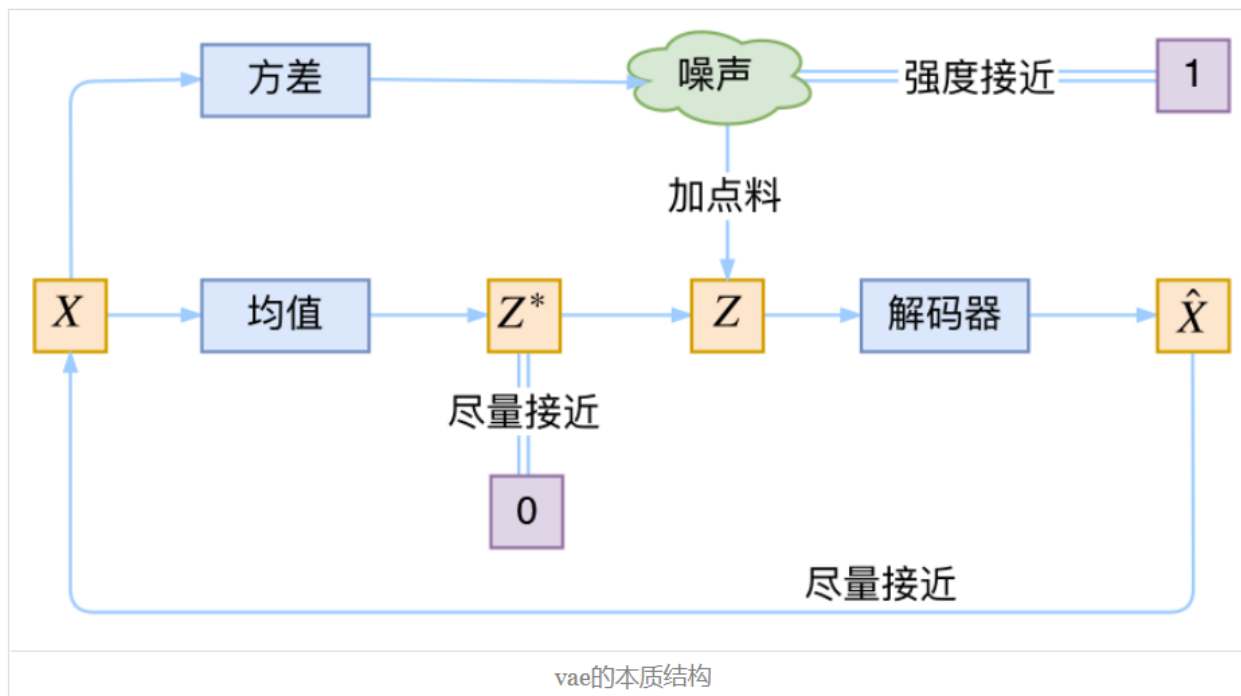 方差
噪声
强度接近
1
加点料
X
均值
Z*
Z
解码器
X̂
尽量接近
0
尽量接近
vae的本质结构